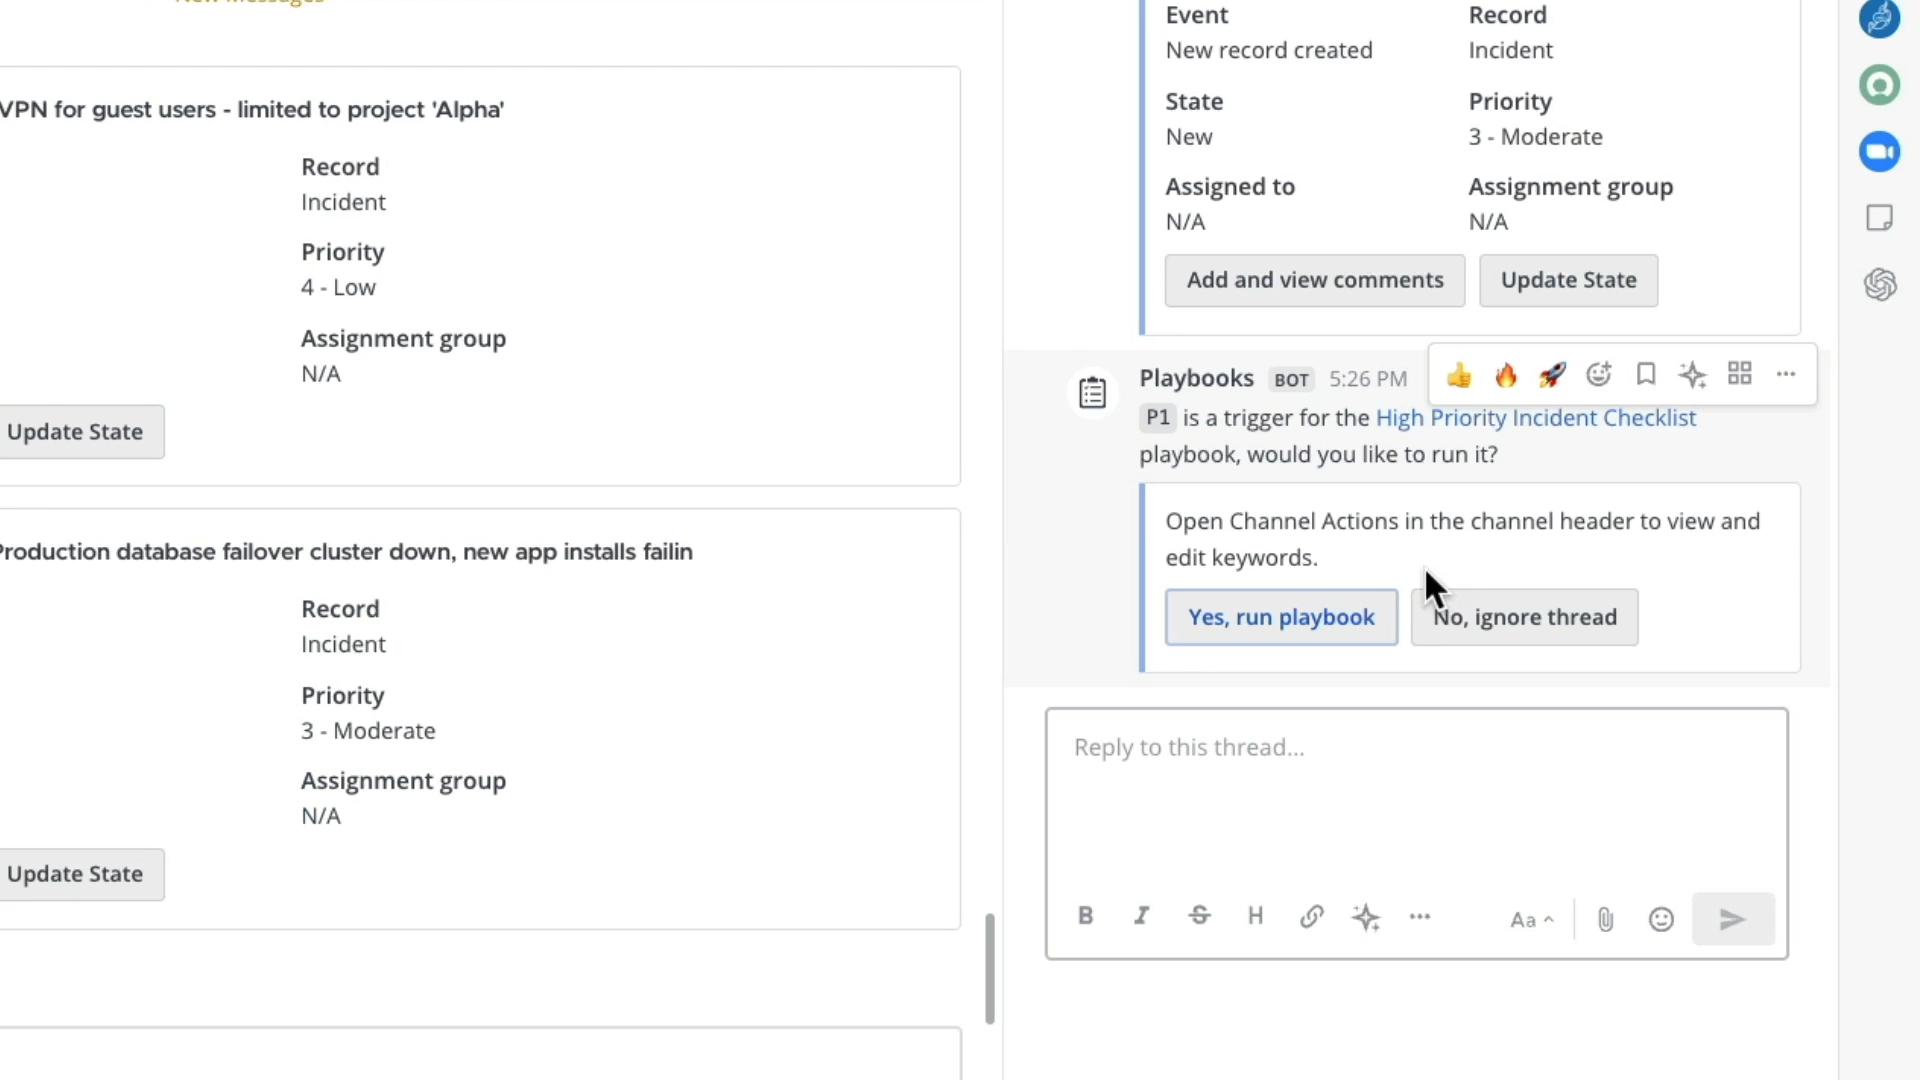 New Messages
VPN for guest users - limited to project 'Alpha'
Record
Incident
Priority
4 - Low
Assignment group
N/A
Update State
Production database failover cluster down, new app installs failin
Record
Incident
Priority
3 - Moderate
Assignment group
N/A
Update State
Event Record
New record created Incident
State Priority
New 3 - Moderate
Assigned to Assignment group
N/A N/A
Add and view comments Update State
Playbooks BOT 5:26 PM
P1 is a trigger for the High Priority Incident Checklist
playbook, would you like to run it?
Open Channel Actions in the channel header to view and
edit keywords.
Yes, run playbook No, ignore thread
Reply to this thread...
B I S H Aa